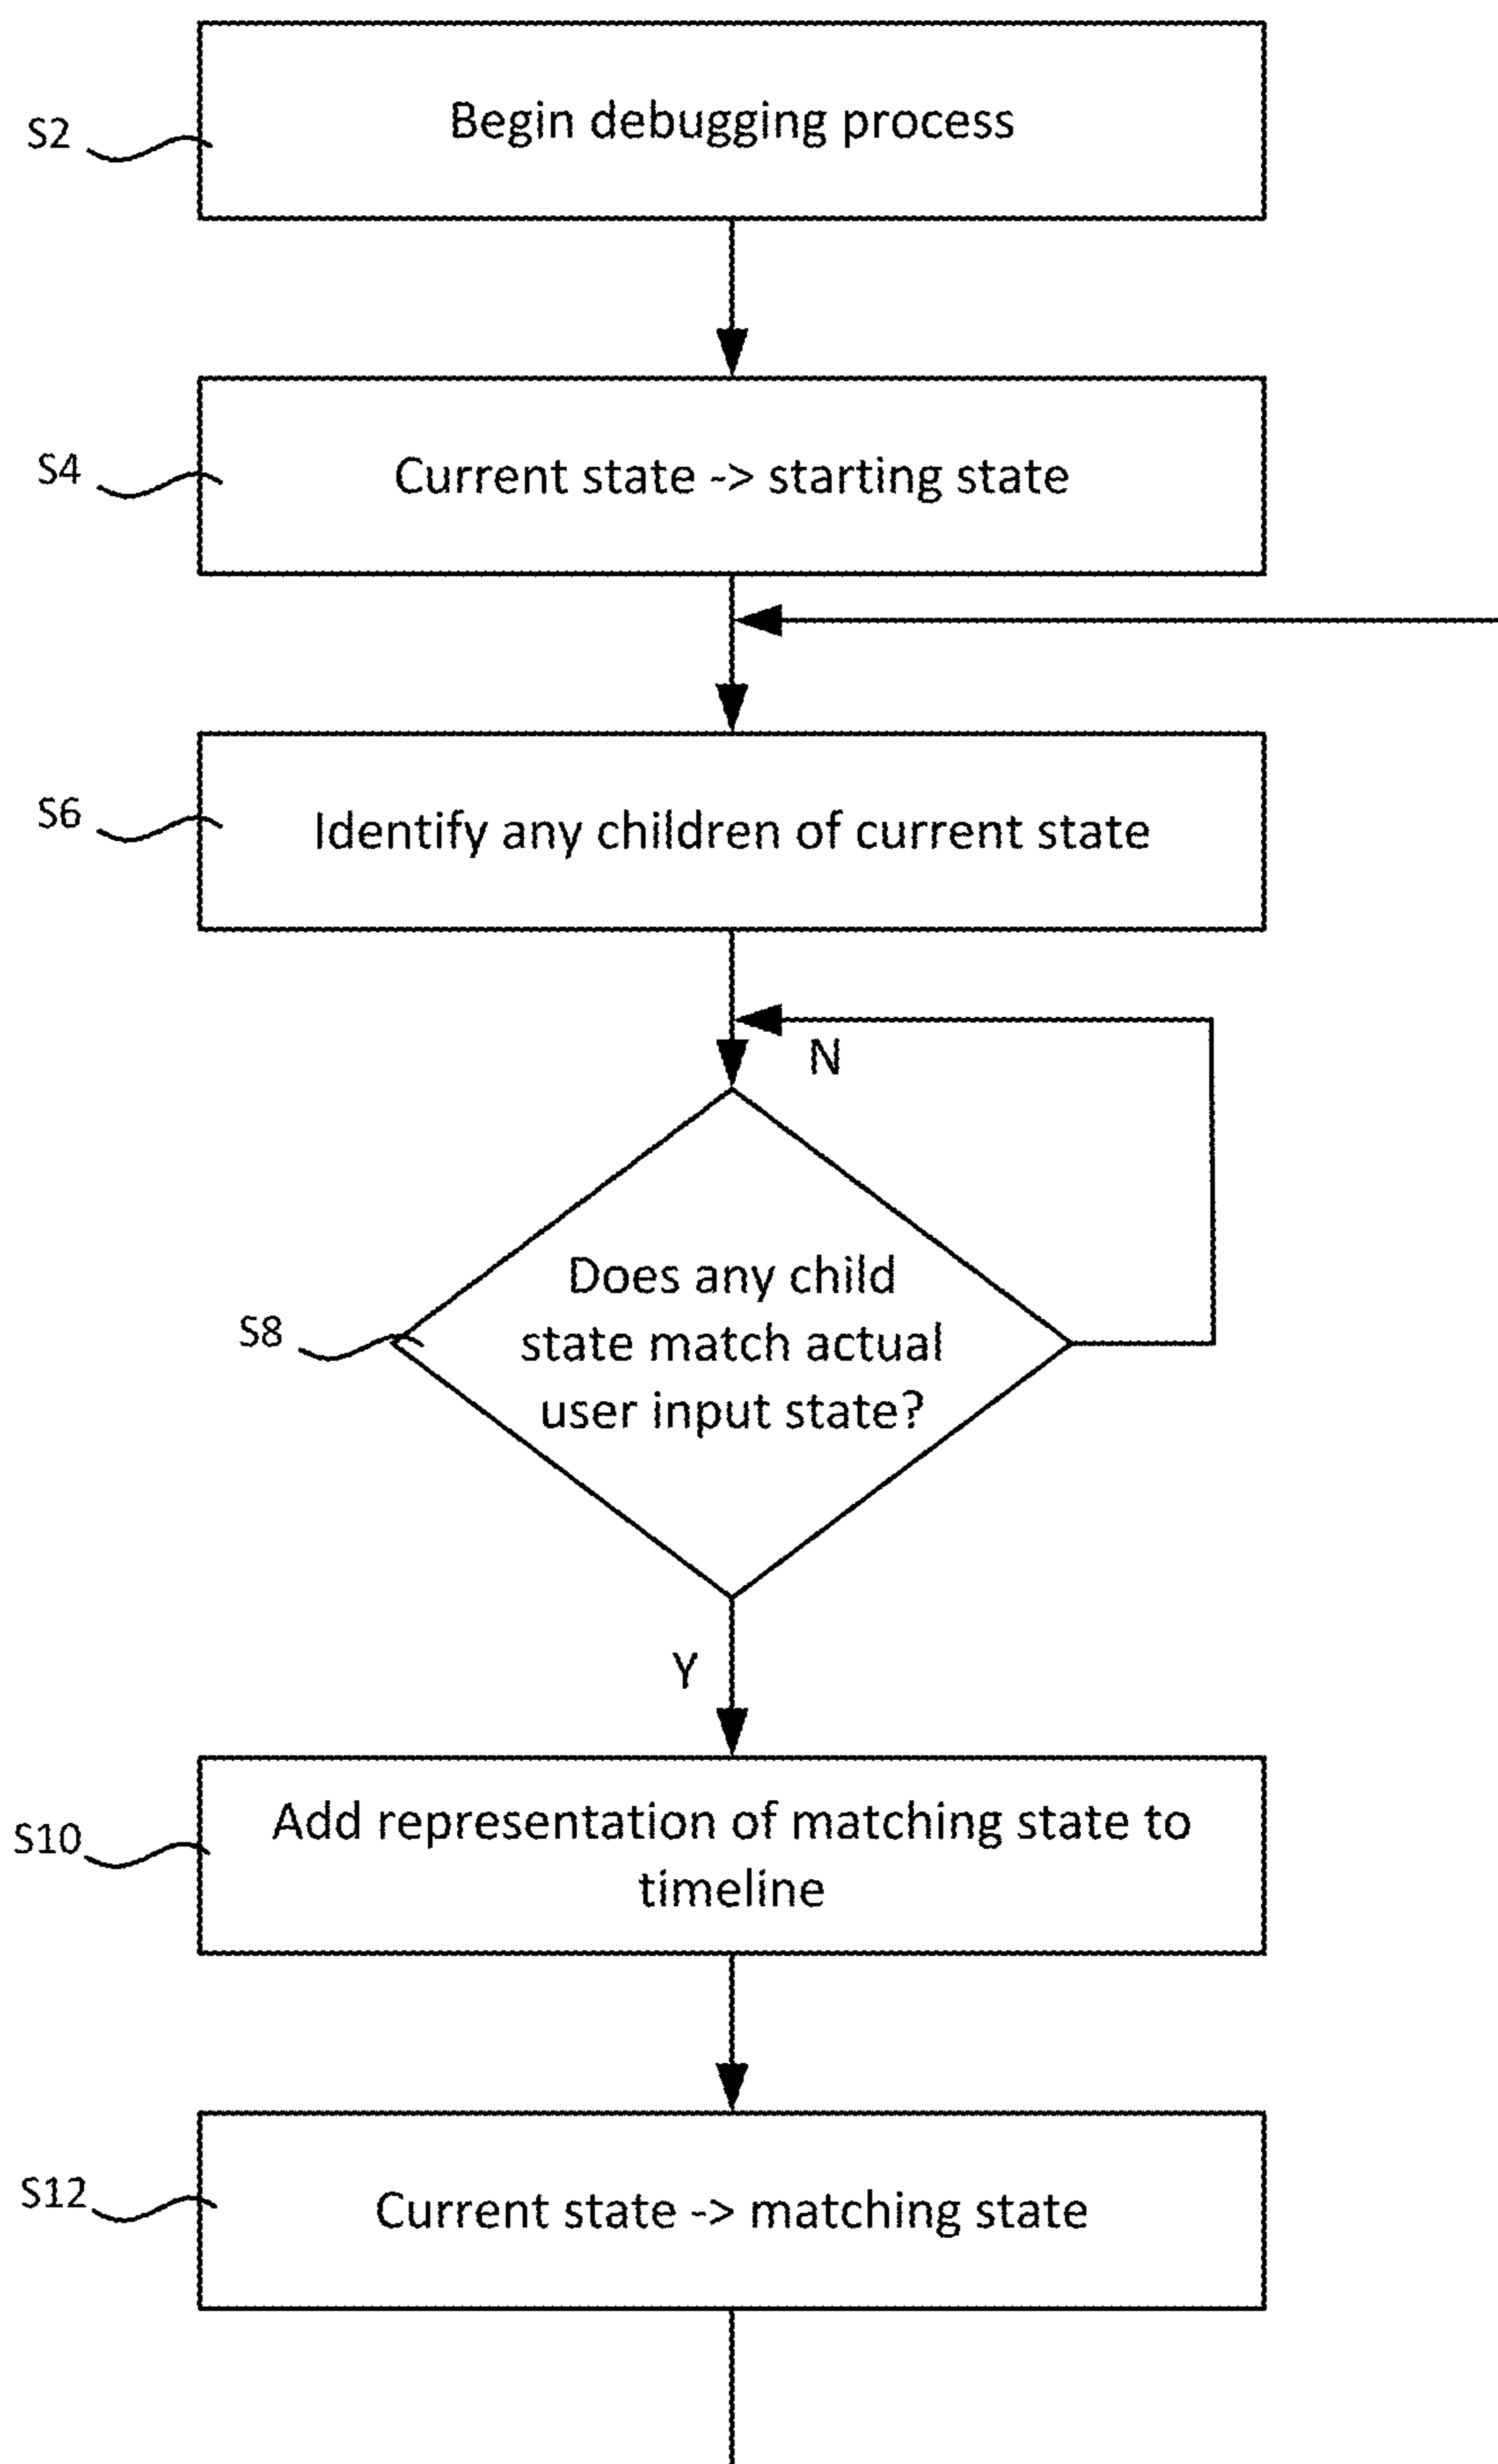 S2
Begin debugging process
S4
Current state -> starting state
S6
Identify any children of current state
N
S8
Does any child
state match actual
user input state?
Y
S10
Add representation of matching state to
timeline
S12
Current state -> matching state